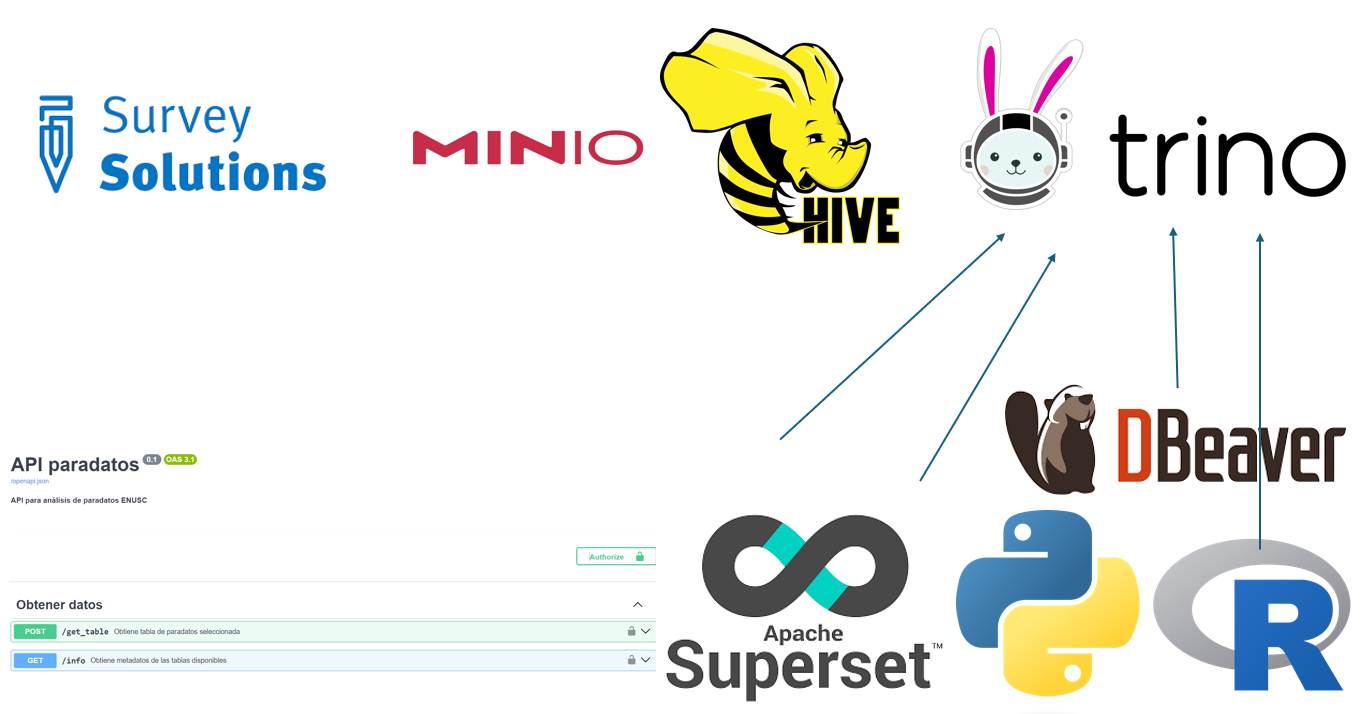 Survey
Solutions
MINIO
HIVE
trino
DBeaver
API paradatos 0.1 OAS 3.1
/openapi.json
API para análisis de paradatos ENUSC
Authorize
Obtener datos
POST /get_table Obtiene tabla de paradatos seleccionada
GET /info Obtiene metadatos de las tablas disponibles
Apache
Superset™
R